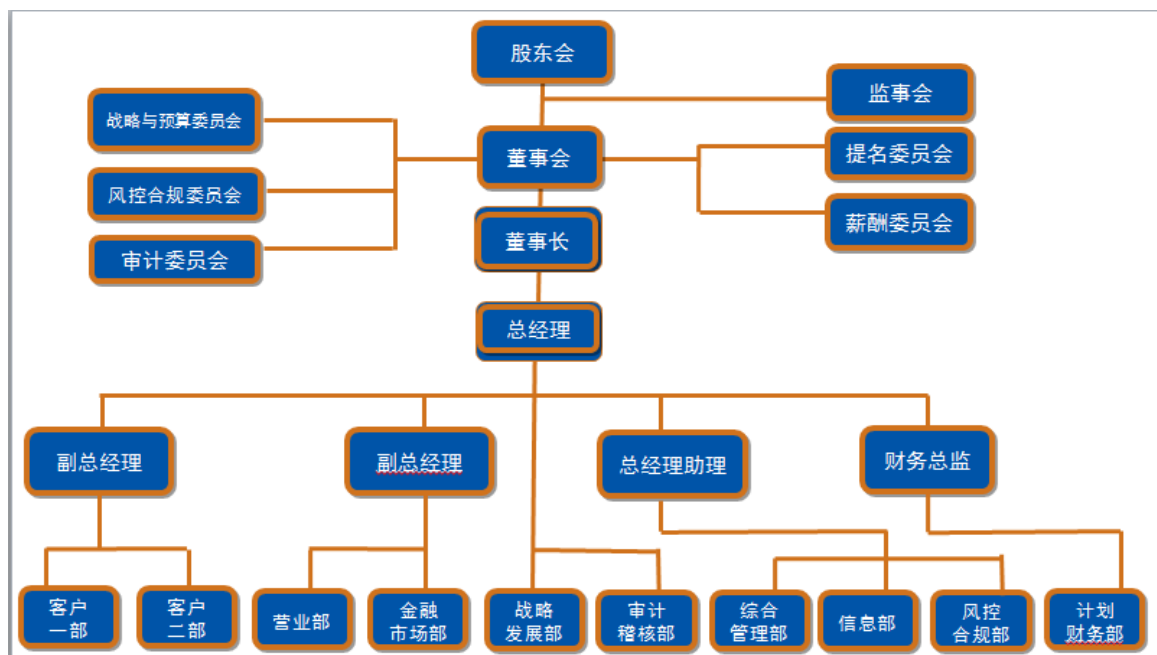 股东会
监事会
战略与预算委员会
董事会
提名委员会
风控合规委员会
董事长
薪酬委员会
审计委员会
总经理
副总经理
副总经理
总经理助理
财务总监
客户
一部
客户
二部
营业部
金融
市场部
战略
发展部
审计
稽核部
综合
管理部
信息部
风控
合规部
计划
财务部